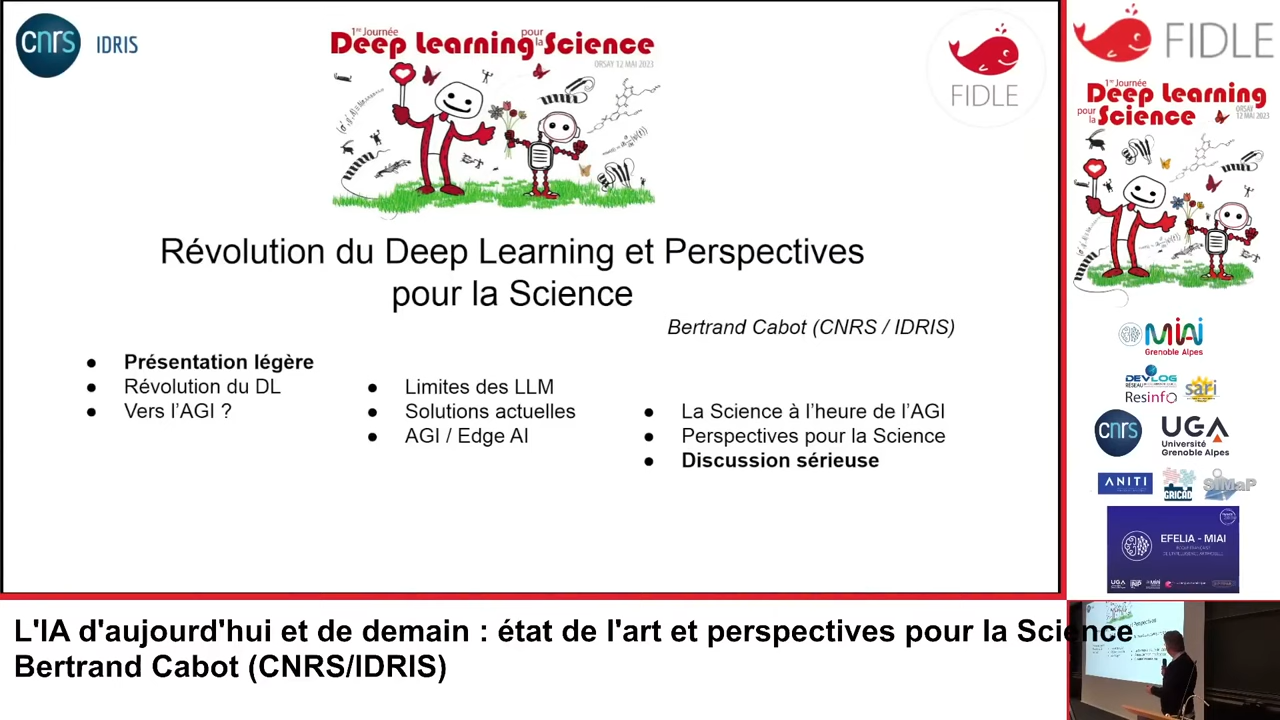 cnrs
IDRIS
1ère Journée
Deep Learning pour la Science
ORSAY 12 MAI 2023
FIDLE
Révolution du Deep Learning et Perspectives
pour la Science
Bertrand Cabot (CNRS / IDRIS)
● Présentation légère
● Révolution du DL
● Vers l'AGI ?
● Limites des LLM
● Solutions actuelles
● AGI / Edge AI
● La Science à l'heure de l'AGI
● Perspectives pour la Science
● Discussion sérieuse
FIDLE
1ère Journée
Deep Learning
pour la Science
ORSAY
12 MAI 2023
MIAI
Grenoble Alpes
DEVLOG
RÉSEAU
Resinfo
sari
cnrs
UGA
Université
Grenoble Alpes
ANITI
GRICAD
SIMaP
EFELIA - MIAI
UGA
L'IA d'aujourd'hui et de demain : état de l'art et perspectives pour la Science
Bertrand Cabot (CNRS/IDRIS)